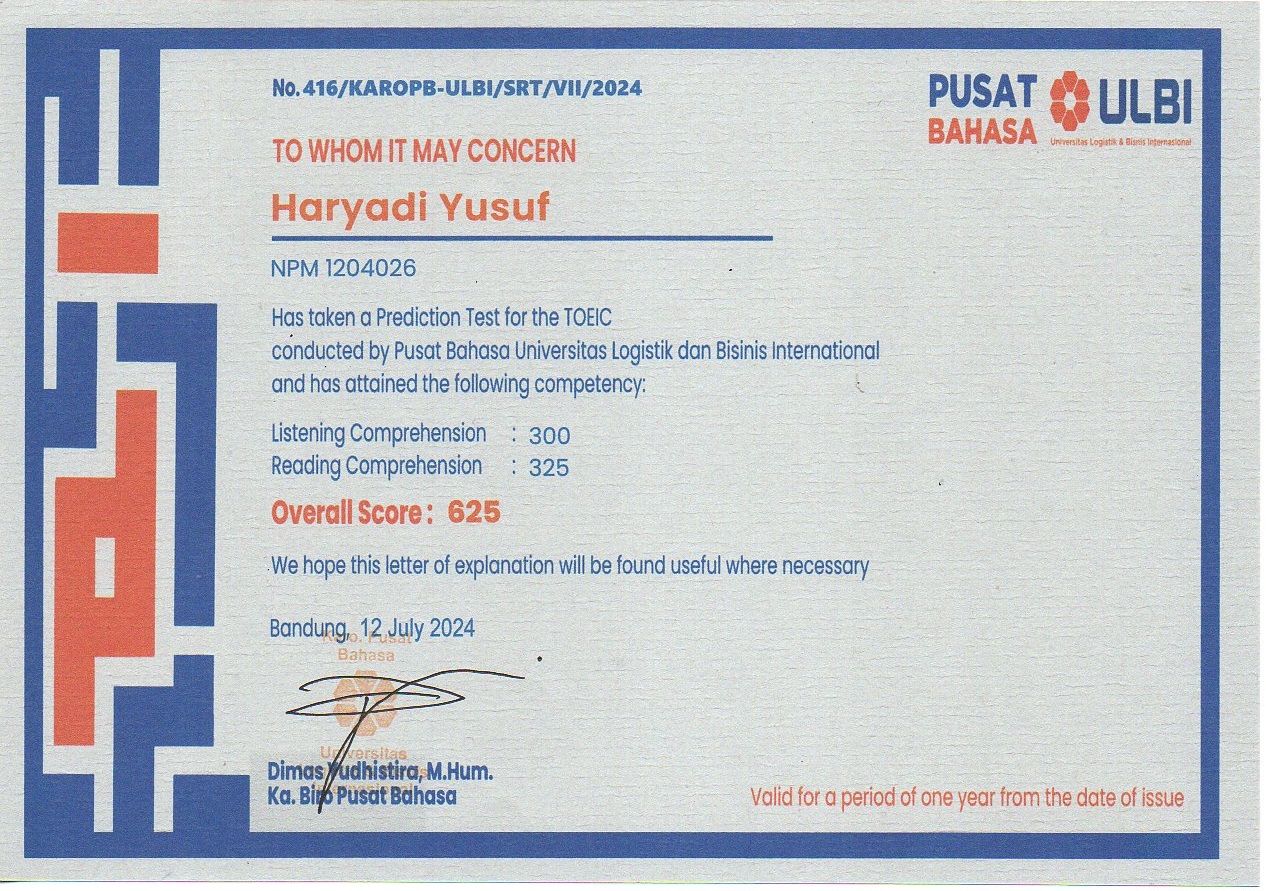 No. 416/KAROPB-ULBI/SRT/VII/2024
PUSAT BAHASA
ULBI
Universitas Logistik & Bisnis Internasional
TO WHOM IT MAY CONCERN
Haryadi Yusuf
NPM 1204026
Has taken a Prediction Test for the TOEIC
conducted by Pusat Bahasa Universitas Logistik dan Bisinis International
and has attained the following competency:
Listening Comprehension : 300
Reading Comprehension : 325
Overall Score : 625
We hope this letter of explanation will be found useful where necessary
Bandung, 12 July 2024
Karo. Pusat
Bahasa
Universitas
Dimas Yudhistira, M.Hum.
Ka. Biro Pusat Bahasa
Valid for a period of one year from the date of issue